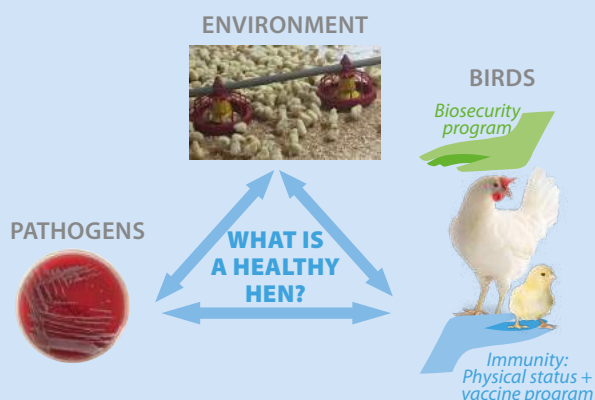 ENVIRONMENT
BIRDS
Biosecurity
program
PATHOGENS
WHAT IS
A HEALTHY
HEN?
Immunity:
Physical status +
vaccine program